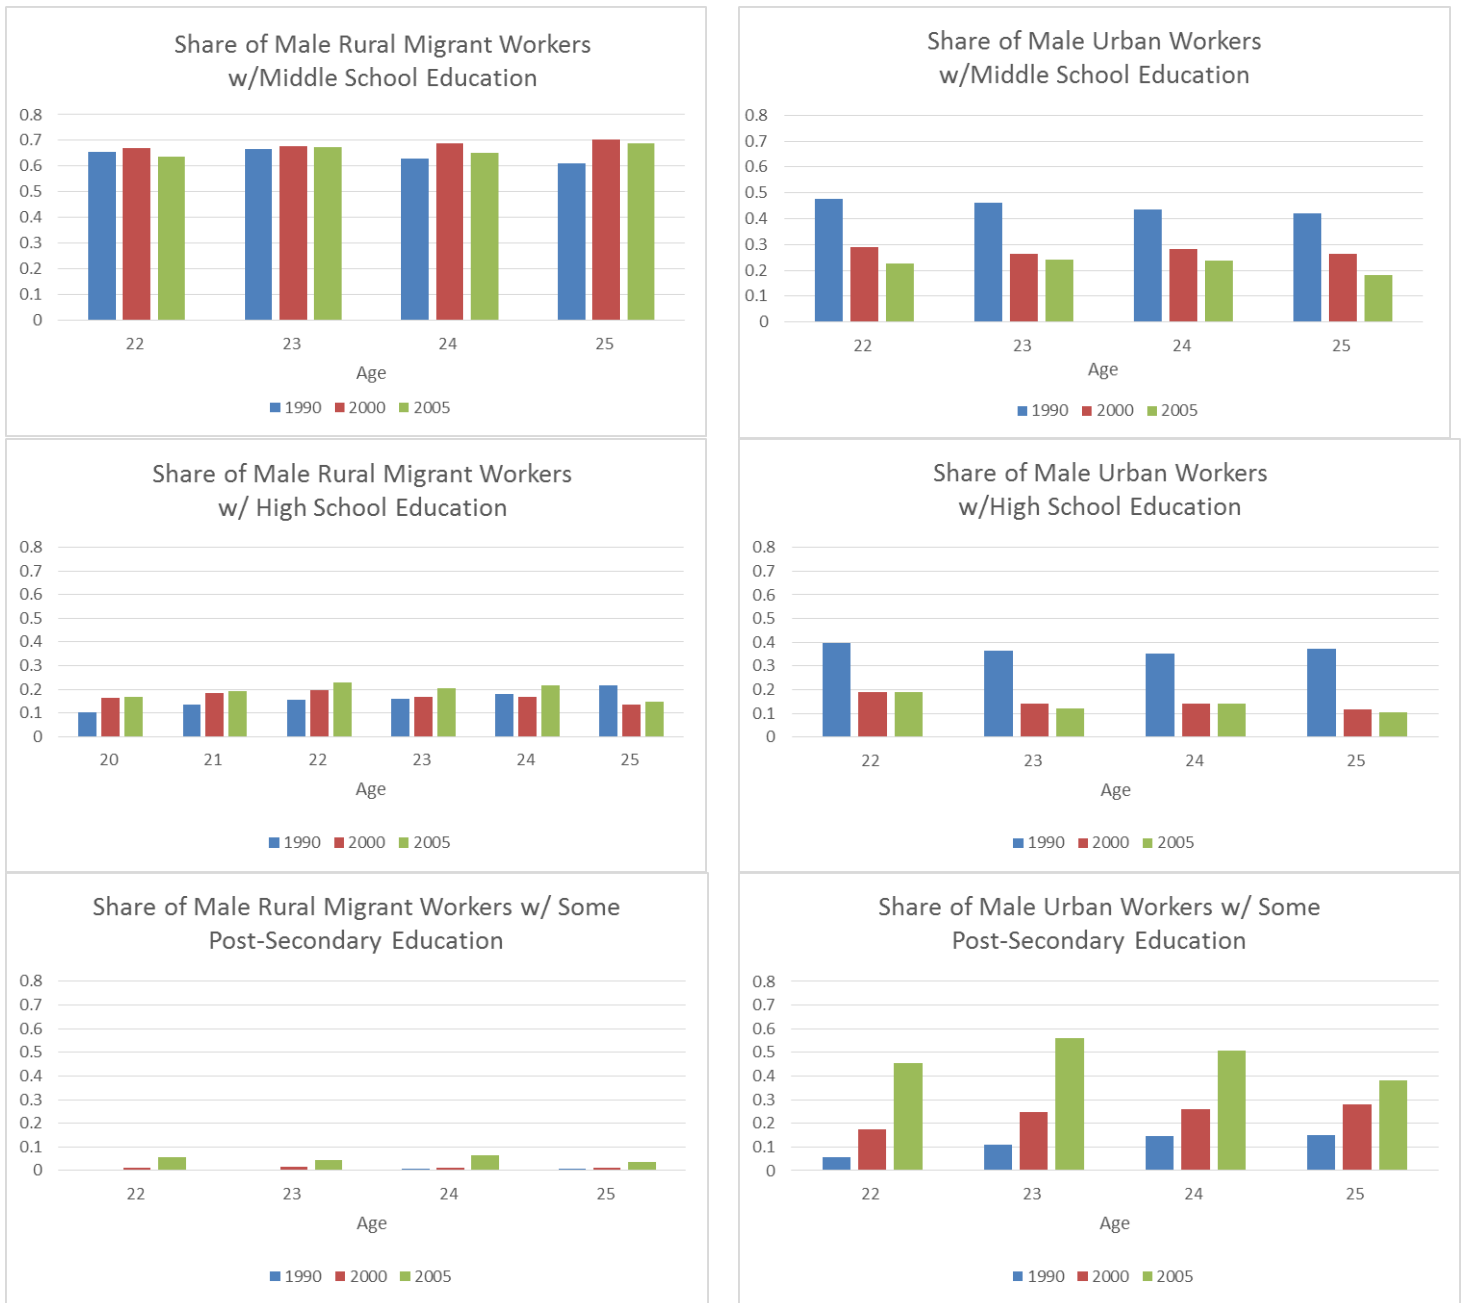 Share of Male Rural Migrant Workers
w/Middle School Education
0.8
0.7
0.6
0.5
0.4
0.3
0.2
0.1
0
22 23 24 25
Age
1990 2000 2005
Share of Male Urban Workers
w/Middle School Education
0.8
0.7
0.6
0.5
0.4
0.3
0.2
0.1
0
22 23 24 25
Age
1990 2000 2005
Share of Male Rural Migrant Workers
w/ High School Education
0.8
0.7
0.6
0.5
0.4
0.3
0.2
0.1
0
20 21 22 23 24 25
Age
1990 2000 2005
Share of Male Urban Workers
w/High School Education
0.8
0.7
0.6
0.5
0.4
0.3
0.2
0.1
0
22 23 24 25
Age
1990 2000 2005
Share of Male Rural Migrant Workers w/ Some
Post-Secondary Education
0.8
0.7
0.6
0.5
0.4
0.3
0.2
0.1
0
22 23 24 25
Age
1990 2000 2005
Share of Male Urban Workers w/ Some
Post-Secondary Education
0.8
0.7
0.6
0.5
0.4
0.3
0.2
0.1
0
22 23 24 25
Age
1990 2000 2005